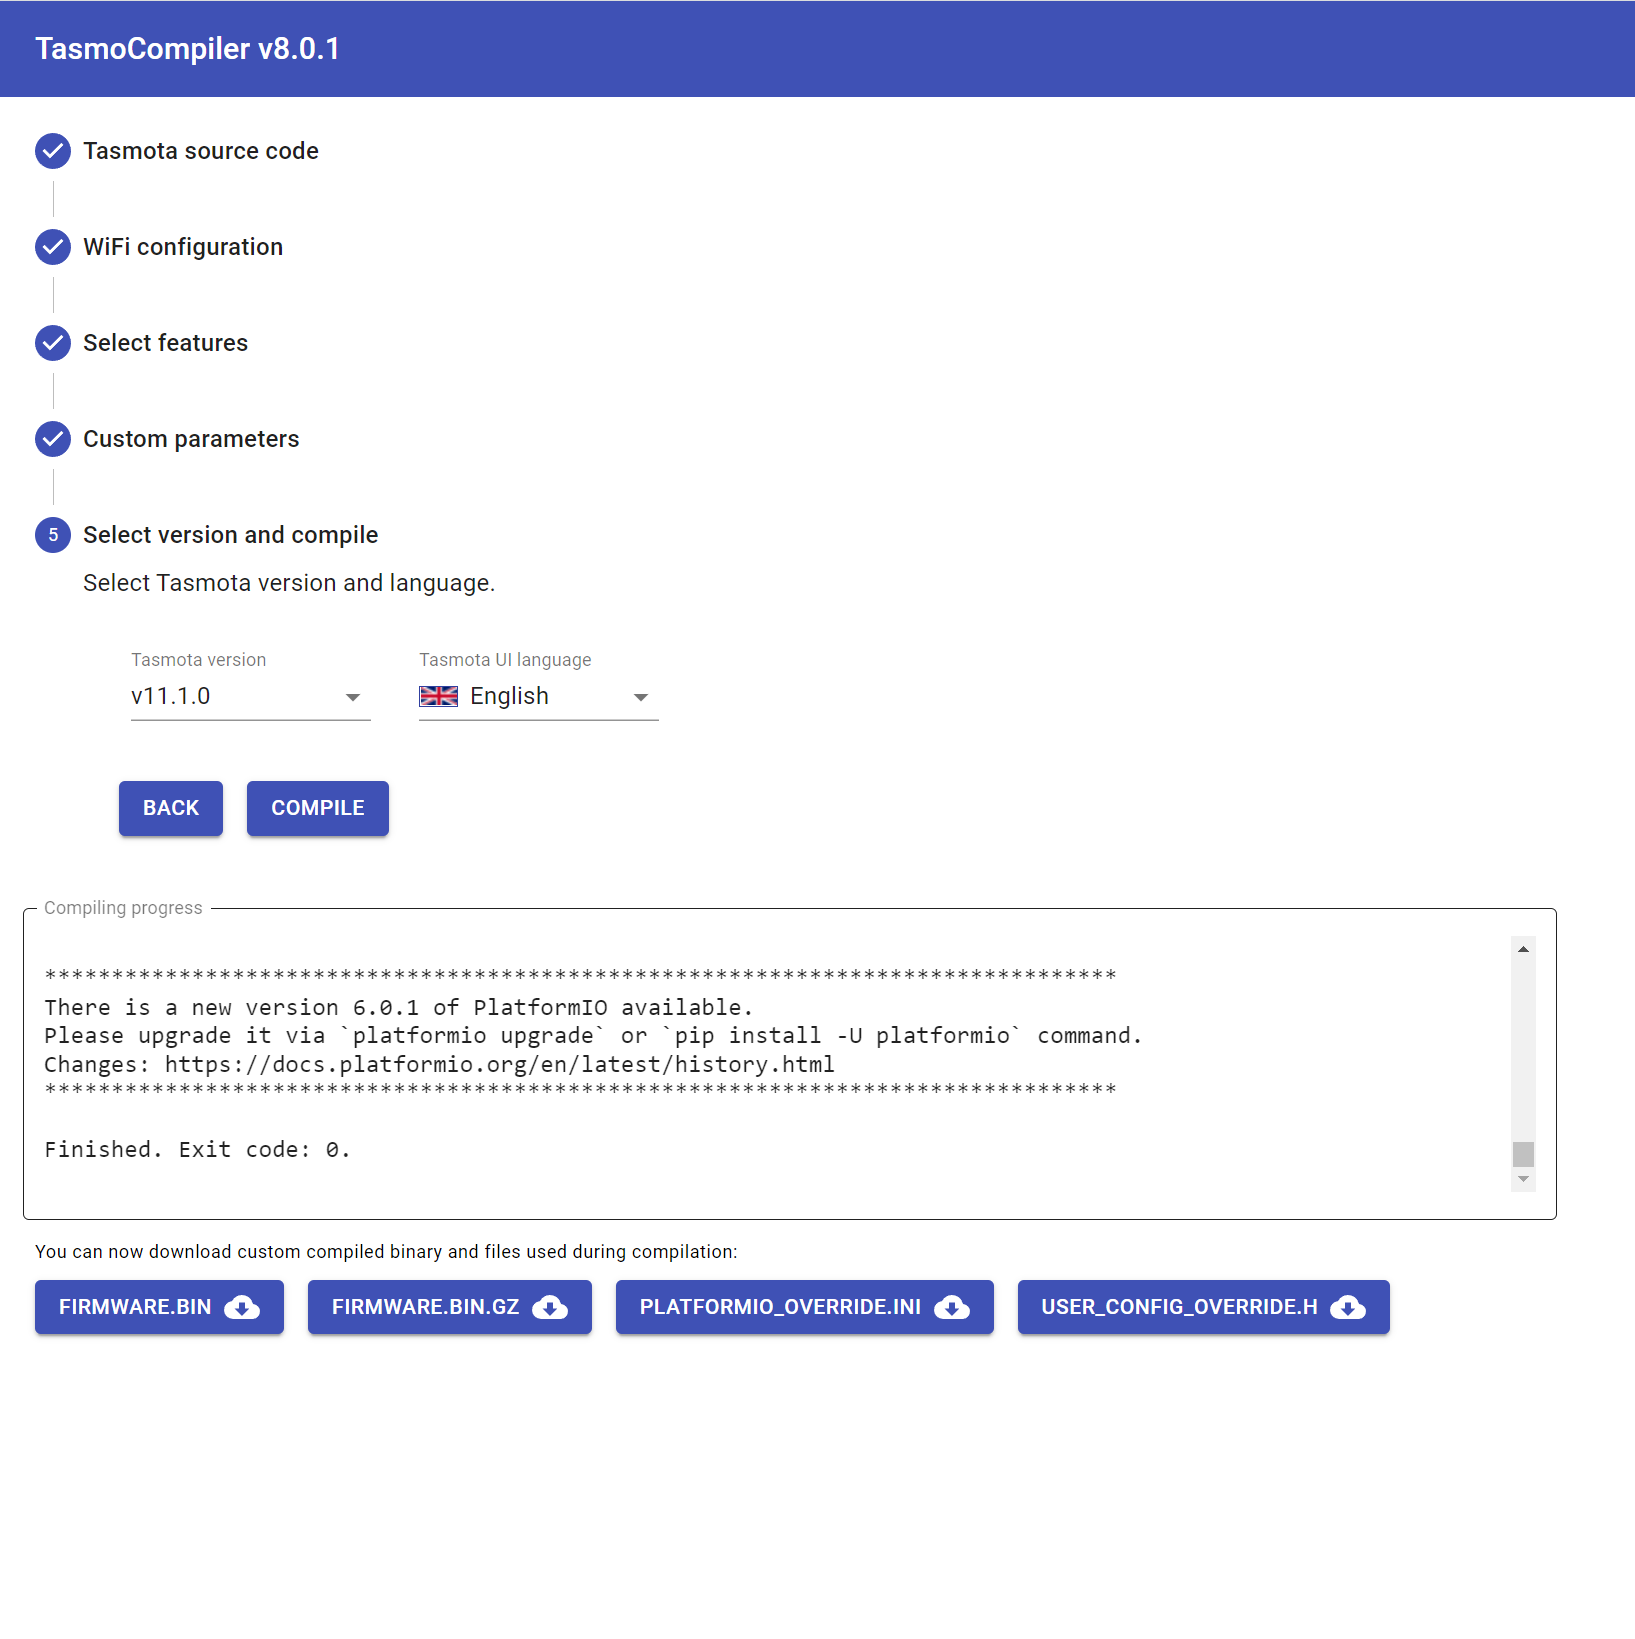 TasmoCompiler v8.0.1
Tasmota source code
WiFi configuration
Select features
Custom parameters
5 Select version and compile
Select Tasmota version and language.
Tasmota version Tasmota UI language
v11.1.0 English
BACK COMPILE
Compiling progress
********************************************************************************
There is a new version 6.0.1 of PlatformIO available.
Please upgrade it via `platformio upgrade` or `pip install -U platformio` command.
Changes: https://docs.platformio.org/en/latest/history.html
********************************************************************************
Finished. Exit code: 0.
You can now download custom compiled binary and files used during compilation:
FIRMWARE.BIN FIRMWARE.BIN.GZ PLATFORMIO_OVERRIDE.INI USER_CONFIG_OVERRIDE.H